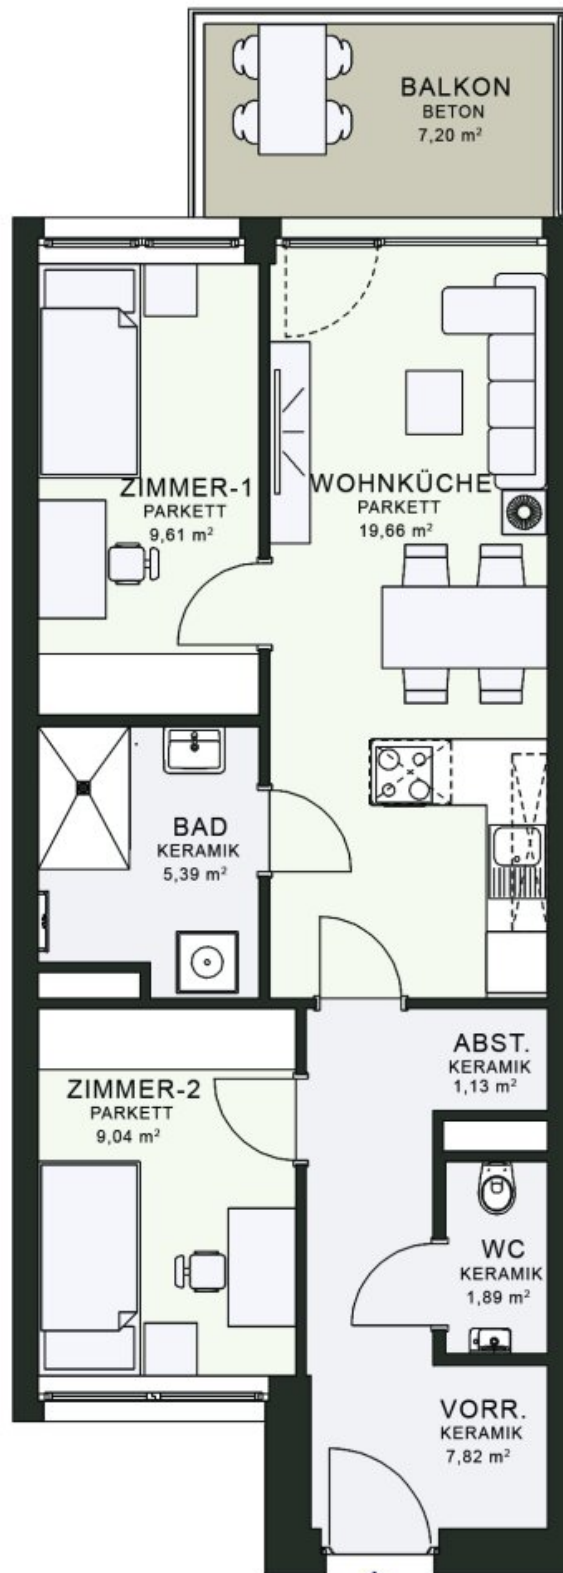 BALKON
BETON
7,20 m²
ZIMMER-1
PARKETT
9,61 m²
WOHNKÜCHE
PARKETT
19,66 m²
BAD
KERAMIK
5,39 m²
ABST.
KERAMIK
1,13 m²
ZIMMER-2
PARKETT
9,04 m²
WC
KERAMIK
1,89 m²
VORR.
KERAMIK
7,82 m²